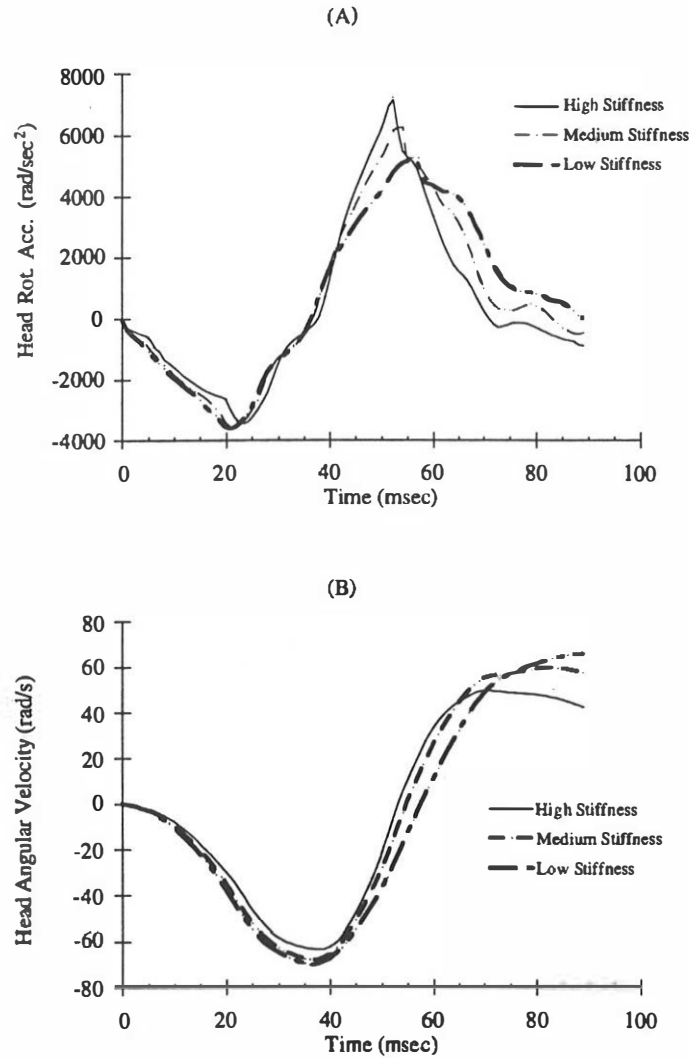 (A)
Head Rot. Acc. (rad/sec²)
8000
6000
4000
2000
0
-2000
-4000
0 20 40 60 80 100
Time (msec)
High Stiffness
Medium Stiffness
Low Stiffness
(B)
Head Angular Velocity (rad/s)
80
60
40
20
0
-20
-40
-60
-80
0 20 40 60 80 100
Time (msec)
High Stiffness
Medium Stiffness
Low Stiffness